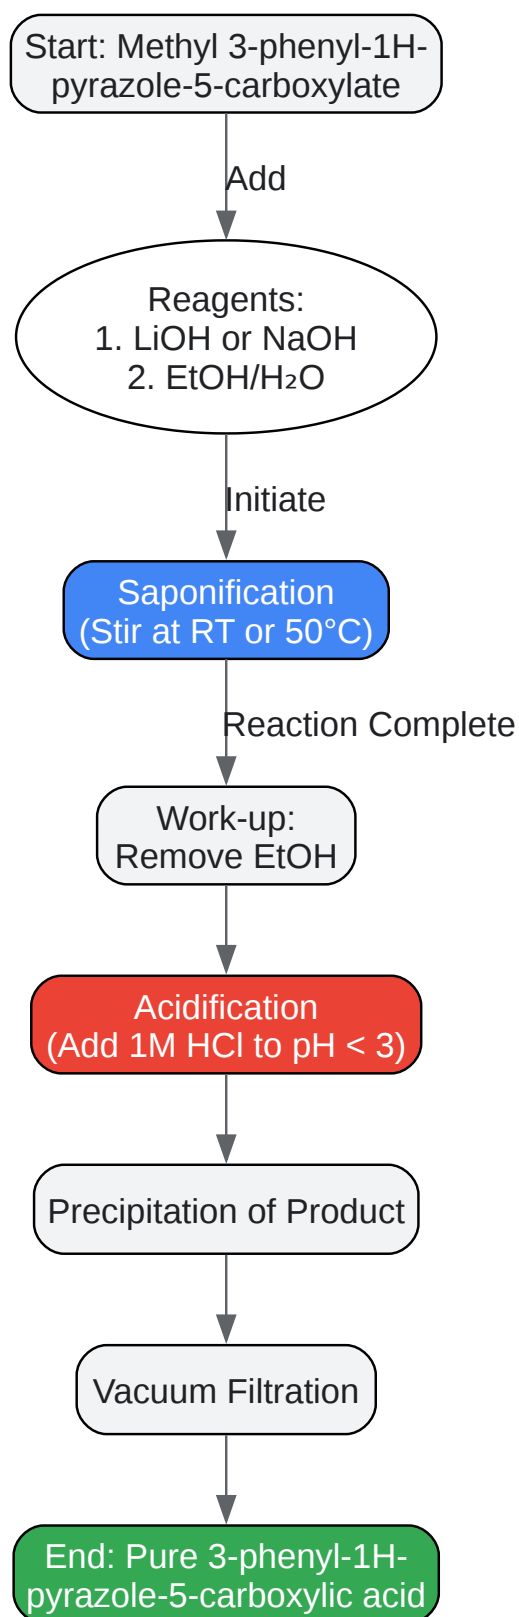 Start: Methyl 3-phenyl-1H-
pyrazole-5-carboxylate
Add
Reagents:
1. LiOH or NaOH
2. EtOH/H₂O
Initiate
Saponification
(Stir at RT or 50°C)
Reaction Complete
Work-up:
Remove EtOH
Acidification
(Add 1M HCl to pH < 3)
Precipitation of Product
Vacuum Filtration
End: Pure 3-phenyl-1H-
pyrazole-5-carboxylic acid